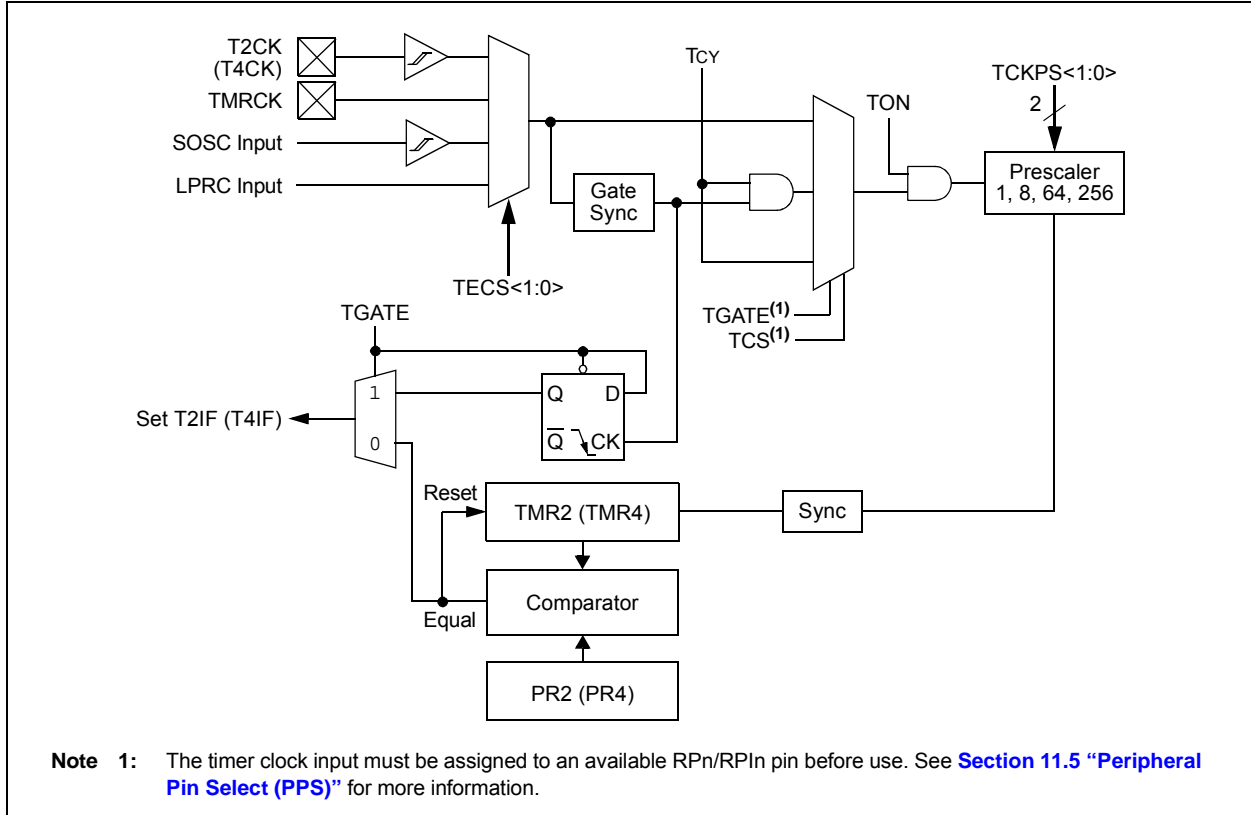 T2CK
(T4CK)
TMRCK
SOSC Input
LPRC Input
TECS<1:0>
Gate
Sync
TCY
TGATE(1)
TCS(1)
TON
TCKPS<1:0>
2
Prescaler
1, 8, 64, 256
TGATE
1
0
Set T2IF (T4IF)
Q D
Q CK
Reset
TMR2 (TMR4)
Sync
Equal
Comparator
PR2 (PR4)
Note 1: The timer clock input must be assigned to an available RPn/RPIn pin before use. See Section 11.5 “Peripheral
Pin Select (PPS)” for more information.